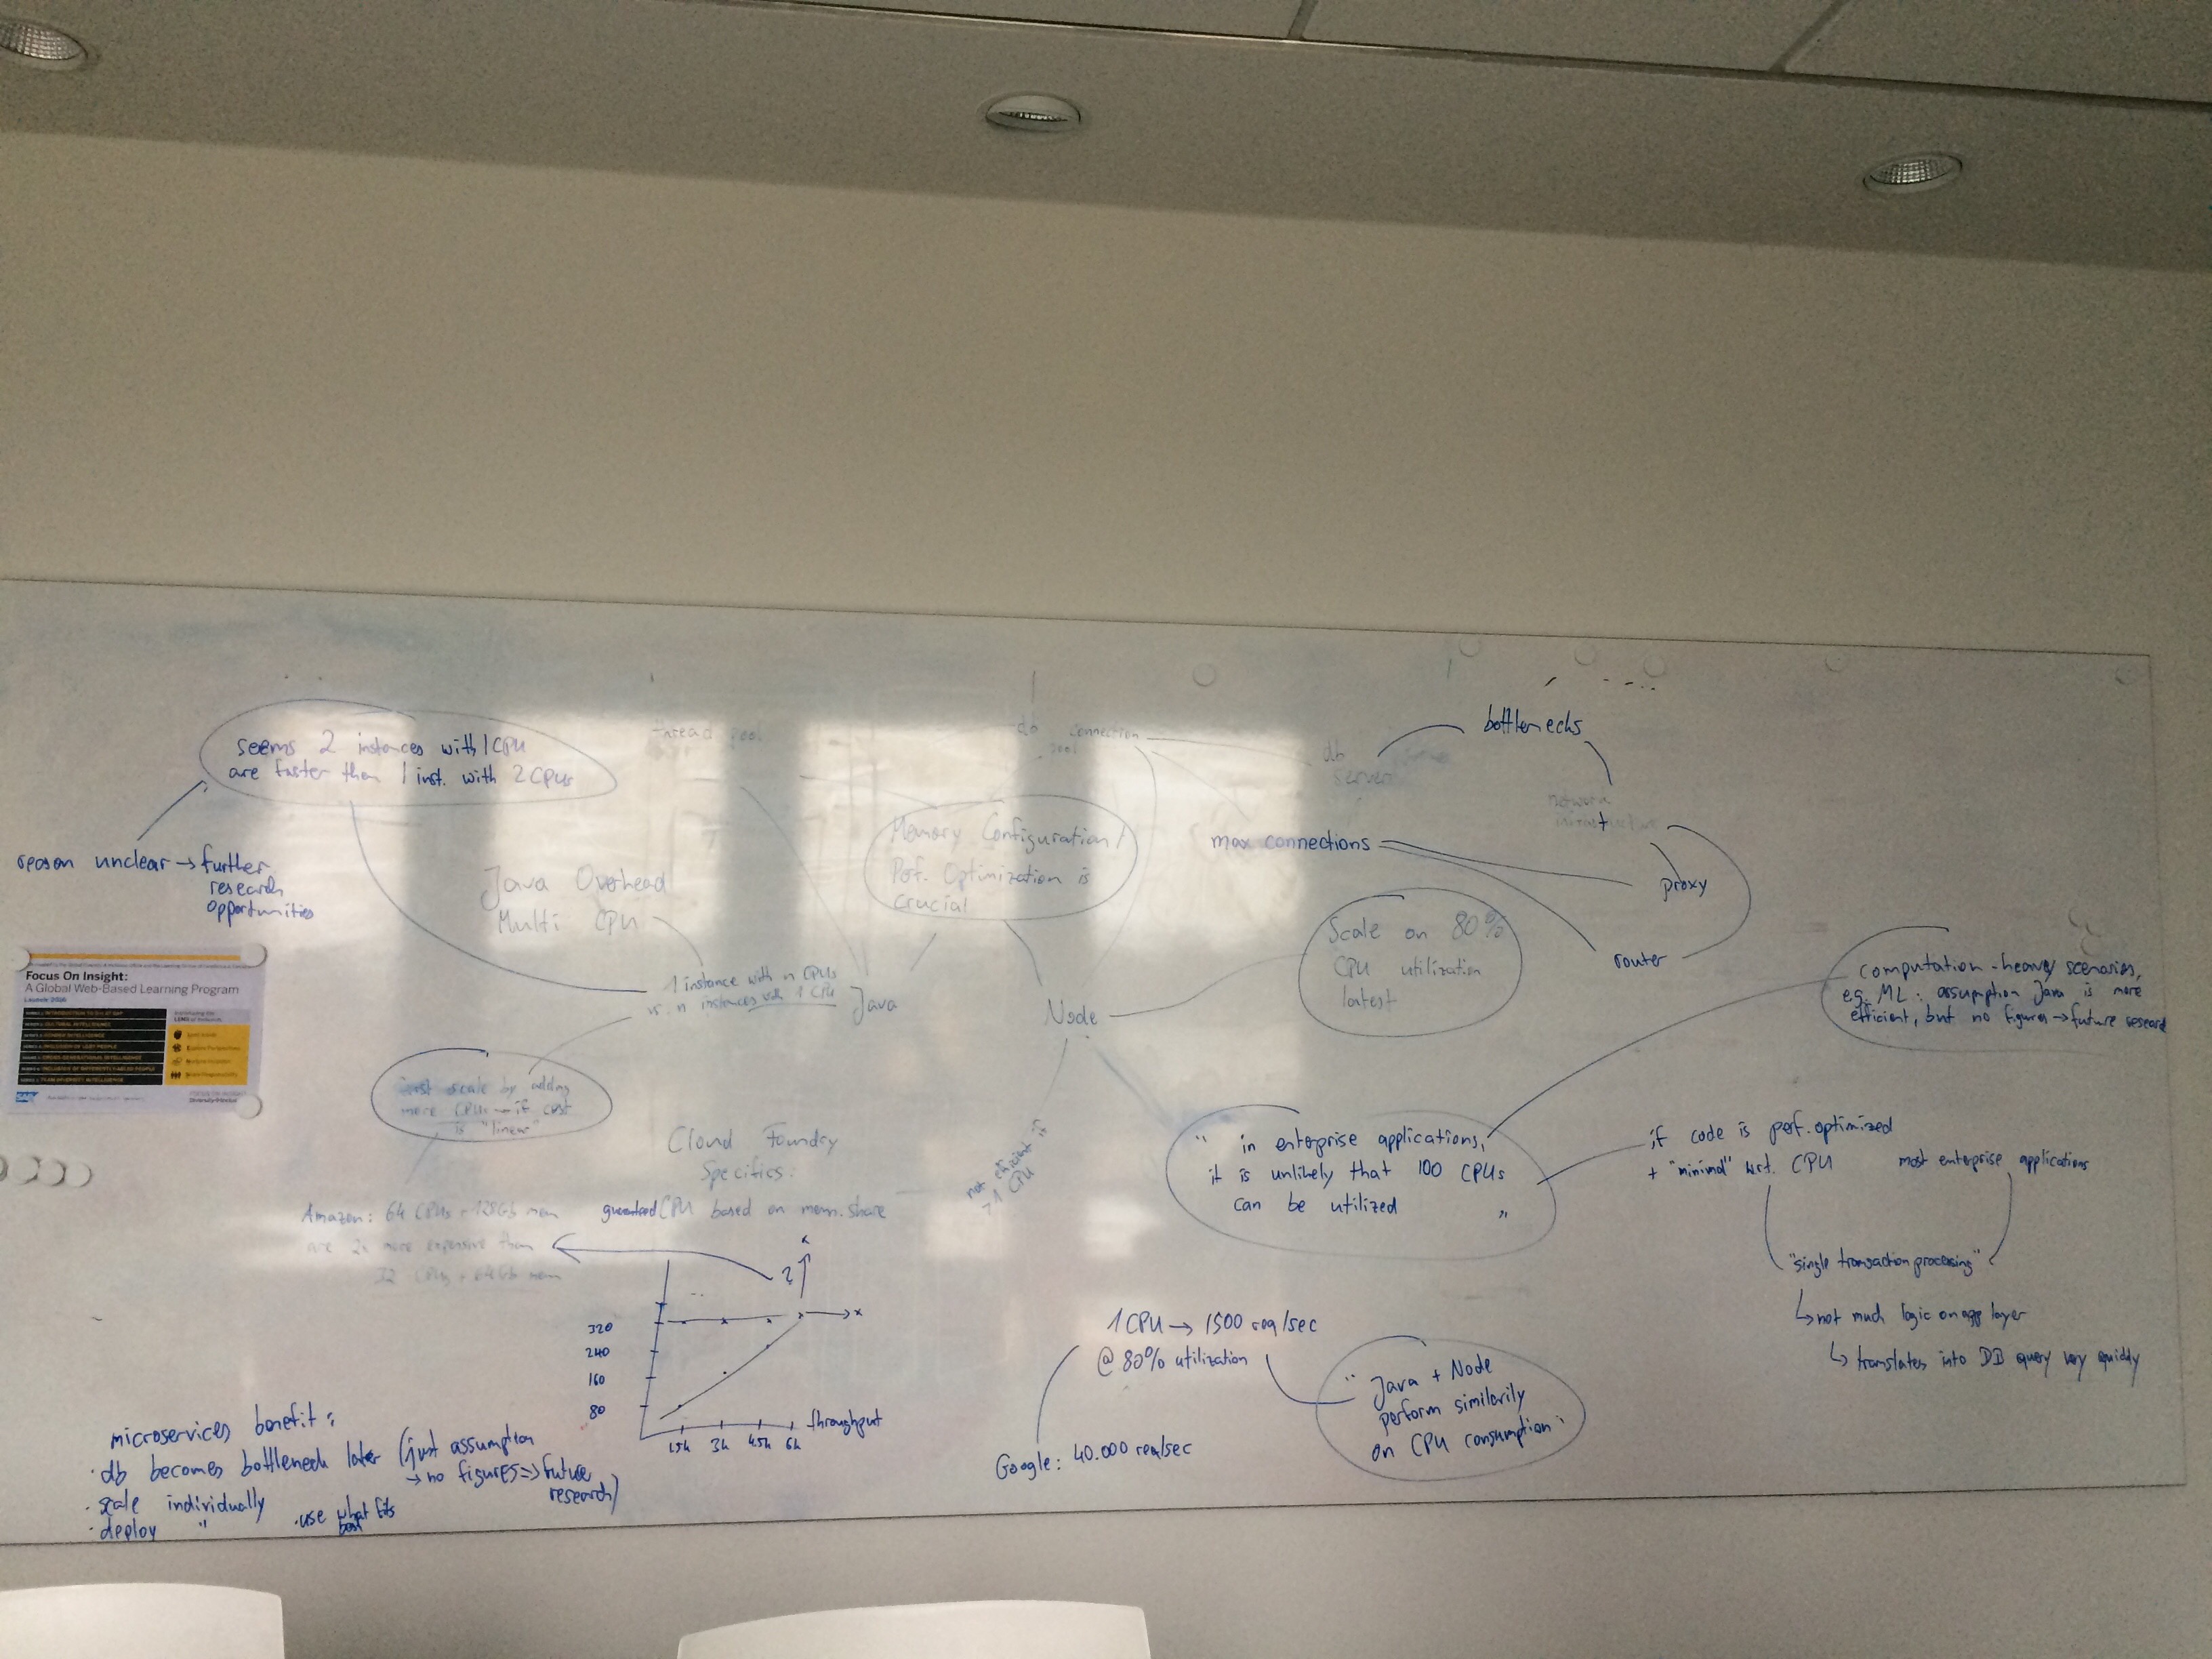 seems 2 instances with 1 CPU
are faster than 1 inst. with 2 CPUs
reason unclear → further
research
opportunities
thread pool
db connection
pool
db
server
bottlenecks
network
max connections
proxy
router
Java Overhead
Multi CPU
Memory Configuration /
Perf. Optimization is
crucial
Scale on 80%
CPU utilization
latest
1 instance with n CPUs
vs. n instances with 1 CPU
Java
Node
computation-heavy scenarios,
e.g. ML: assumption Java is more
efficient, but no figures → future research
Focus On Insight:
A Global Web-Based Learning Program
scale by adding
more CPUs → if cost
is "linear"
Cloud Foundry
Specifics:
guaranteed CPU based on mem. share
not efficient if
>1 CPU
Amazon: 64 CPUs + 128Gb mem
are 2x more expensive than
32 CPUs + 64Gb mem
" in enterprise applications,
it is unlikely that 100 CPUs
can be utilized "
if code is perf. optimized
+ "minimal" wrt. CPU
most enterprise applications
"single transaction processing"
↳ not much logic on app layer
↳ translates into DB query very quickly
?
x
320
240
160
80
1.5k 3k 4.5k 6k
throughput
1 CPU → 1500 req/sec
@ 80% utilization
Google: 40.000 req/sec
" Java + Node
perform similarily
on CPU consumption "
microservices benefit:
· db becomes bottleneck later (just assumption
→ no figures => future
research)
· scale individually
· deploy "
· use what fits
best